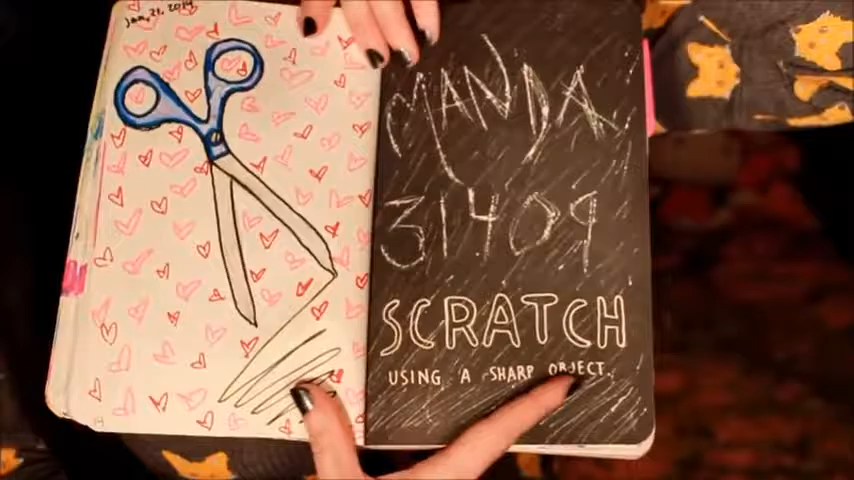 Jan, 21. 2014
MANDA
31409
SCRATCH
USING A SHARP OBJECT.